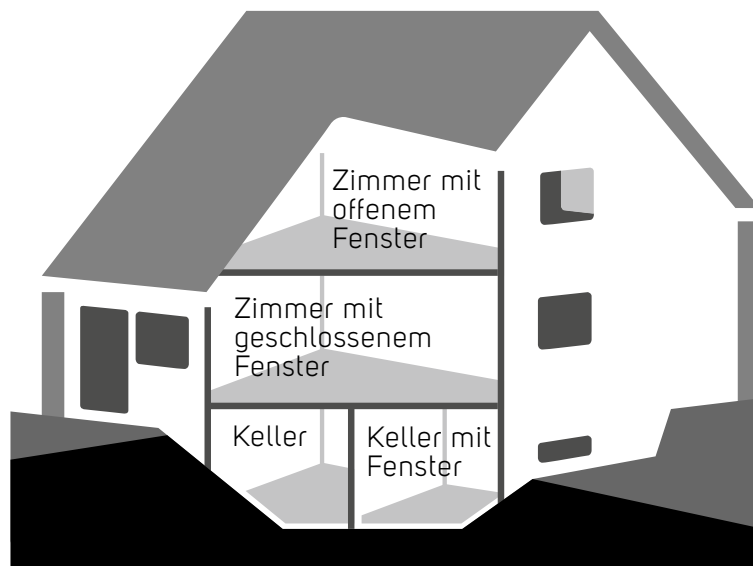 Zimmer mit
offenem
Fenster
Zimmer mit
geschlossenem
Fenster
Keller
Keller mit
Fenster